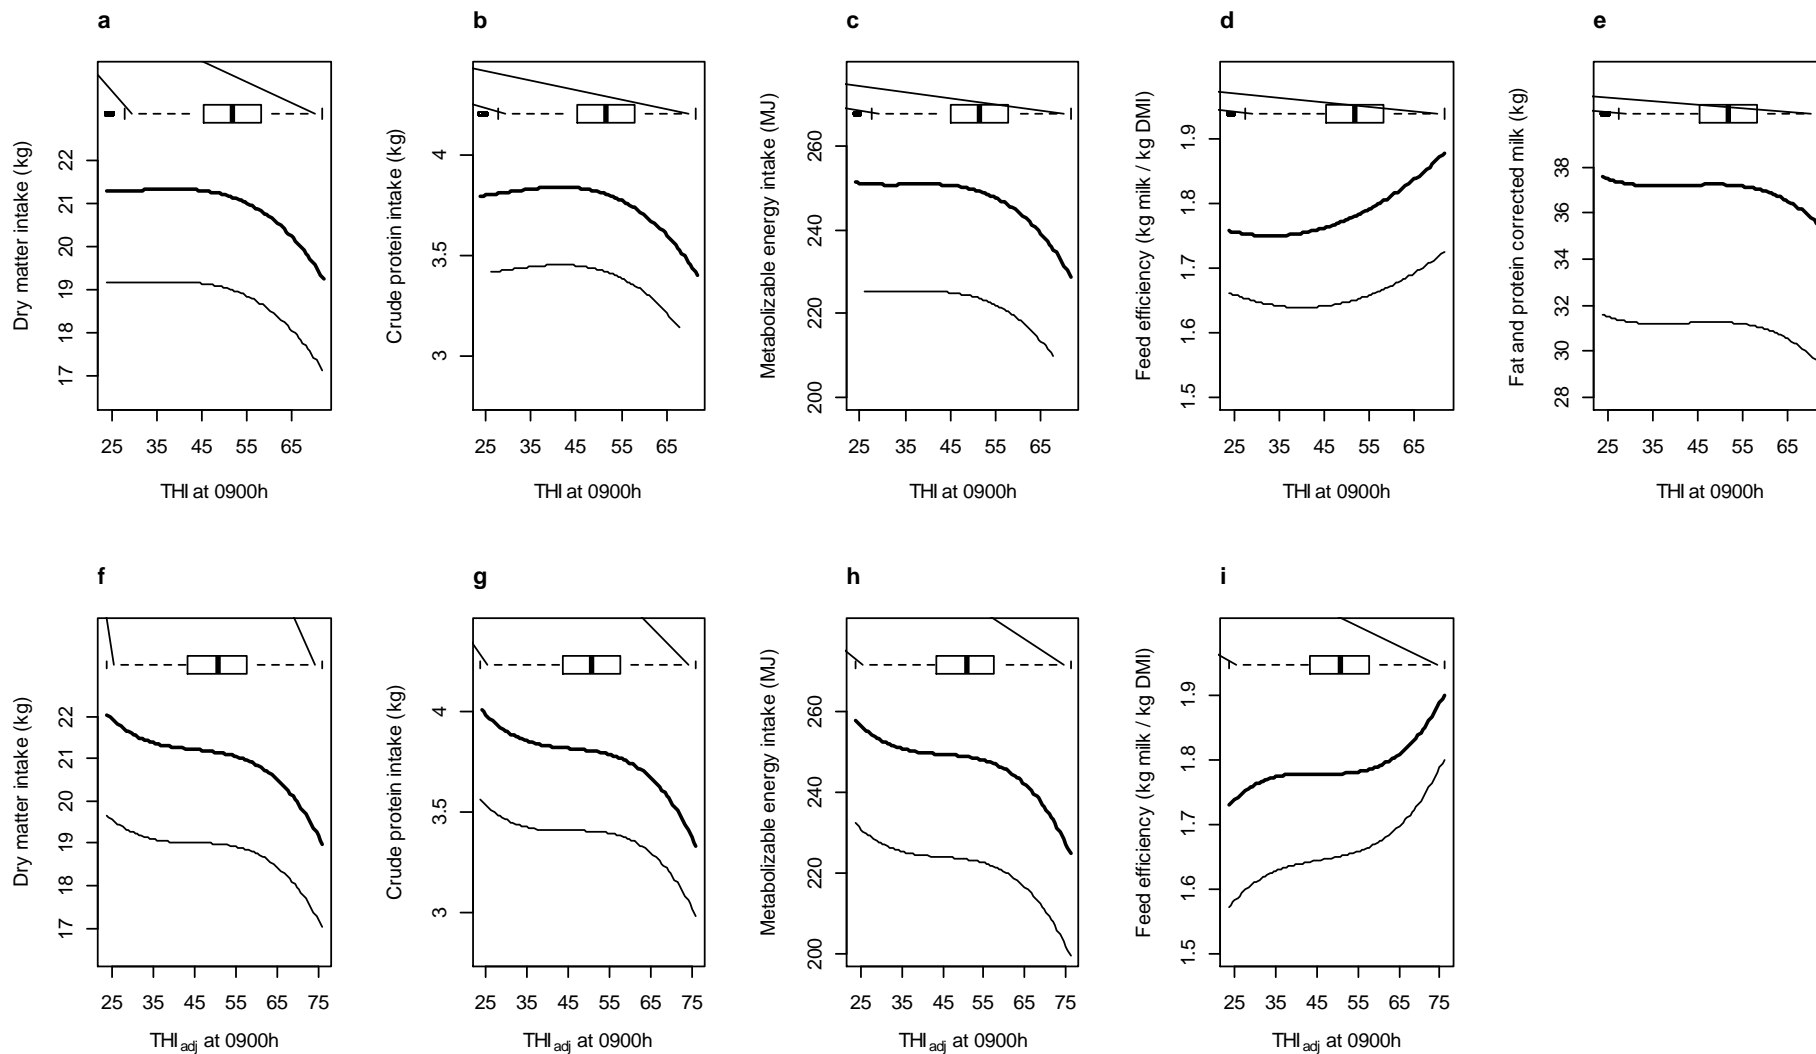 a
b
c
d
e
Dry matter intake (kg)
22
21
20
19
18
17
25 35 45 55 65
THI at 0900h
Crude protein intake (kg)
4
3.5
3
25 35 45 55 65
THI at 0900h
Metabolizable energy intake (MJ)
260
240
220
200
25 35 45 55 65
THI at 0900h
Feed efficiency (kg milk / kg DMI)
1.9
1.8
1.7
1.6
1.5
25 35 45 55 65
THI at 0900h
Fat and protein corrected milk (kg)
38
36
34
32
30
28
25 35 45 55 65
THI at 0900h
f
g
h
i
Dry matter intake (kg)
22
21
20
19
18
17
25 35 45 55 65 75
THI adj at 0900h
Crude protein intake (kg)
4
3.5
3
25 35 45 55 65 75
THI adj at 0900h
Metabolizable energy intake (MJ)
260
240
220
200
25 35 45 55 65 75
THI adj at 0900h
Feed efficiency (kg milk / kg DMI)
1.9
1.8
1.7
1.6
1.5
25 35 45 55 65 75
THI adj at 0900h